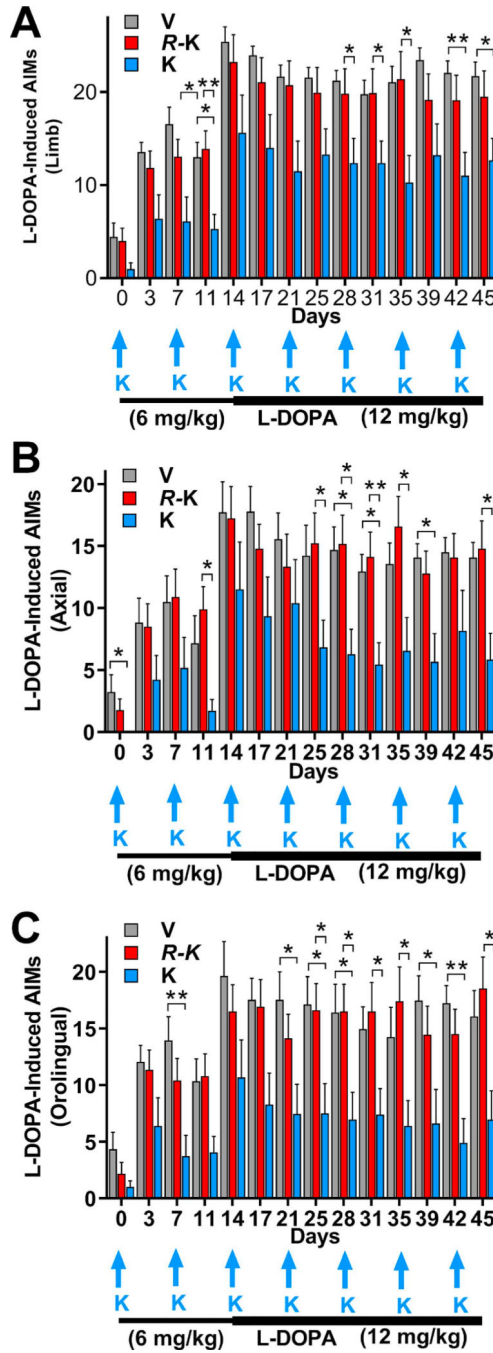 A
V
R-K
K
L-DOPA-Induced AIMs
(Limb)
20
10
0
* * ** * * * * ** *
0 3 7 11 14 17 21 25 28 31 35 39 42 45
Days
K K K K K K K
(6 mg/kg) L-DOPA (12 mg/kg)
B
V
R-K
K
L-DOPA-Induced AIMs
(Axial)
20
15
10
5
0
* * * * * ** * * * *
0 3 7 11 14 17 21 25 28 31 35 39 42 45
Days
K K K K K K K
(6 mg/kg) L-DOPA (12 mg/kg)
C
V
R-K
K
L-DOPA-Induced AIMs
(Orolingual)
20
15
10
5
0
** * * * * * * * * ** *
0 3 7 11 14 17 21 25 28 31 35 39 42 45
Days
K K K K K K K
(6 mg/kg) L-DOPA (12 mg/kg)